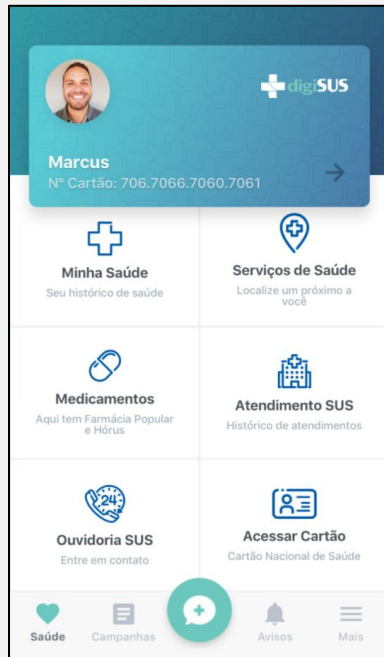 digiSUS
Marcus
Nº Cartão: 706.7066.7060.7061
Minha Saúde
Seu histórico de saúde
Serviços de Saúde
Localize um próximo a
você
Medicamentos
Aqui tem Farmácia Popular
e Hórus
Atendimento SUS
Histórico de atendimentos
24
Ouvidoria SUS
Entre em contato
Acessar Cartão
Cartão Nacional de Saúde
Saúde
Campanhas
Avisos
Mais